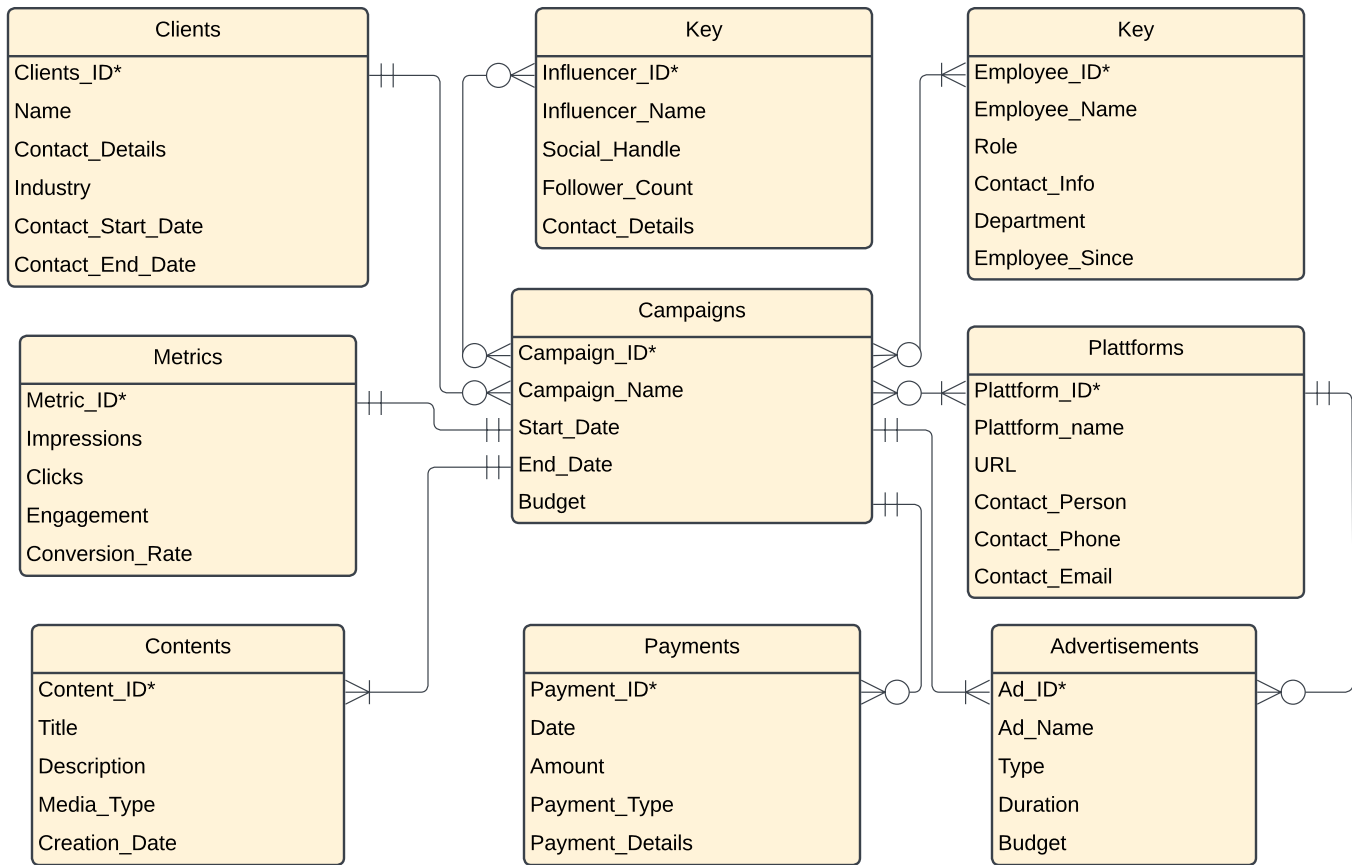 Clients
Clients_ID*
Name
Contact_Details
Industry
Contact_Start_Date
Contact_End_Date
Key
Influencer_ID*
Influencer_Name
Social_Handle
Follower_Count
Contact_Details
Key
Employee_ID*
Employee_Name
Role
Contact_Info
Department
Employee_Since
Metrics
Metric_ID*
Impressions
Clicks
Engagement
Conversion_Rate
Campaigns
Campaign_ID*
Campaign_Name
Start_Date
End_Date
Budget
Plattforms
Plattform_ID*
Plattform_name
URL
Contact_Person
Contact_Phone
Contact_Email
Contents
Content_ID*
Title
Description
Media_Type
Creation_Date
Payments
Payment_ID*
Date
Amount
Payment_Type
Payment_Details
Advertisements
Ad_ID*
Ad_Name
Type
Duration
Budget